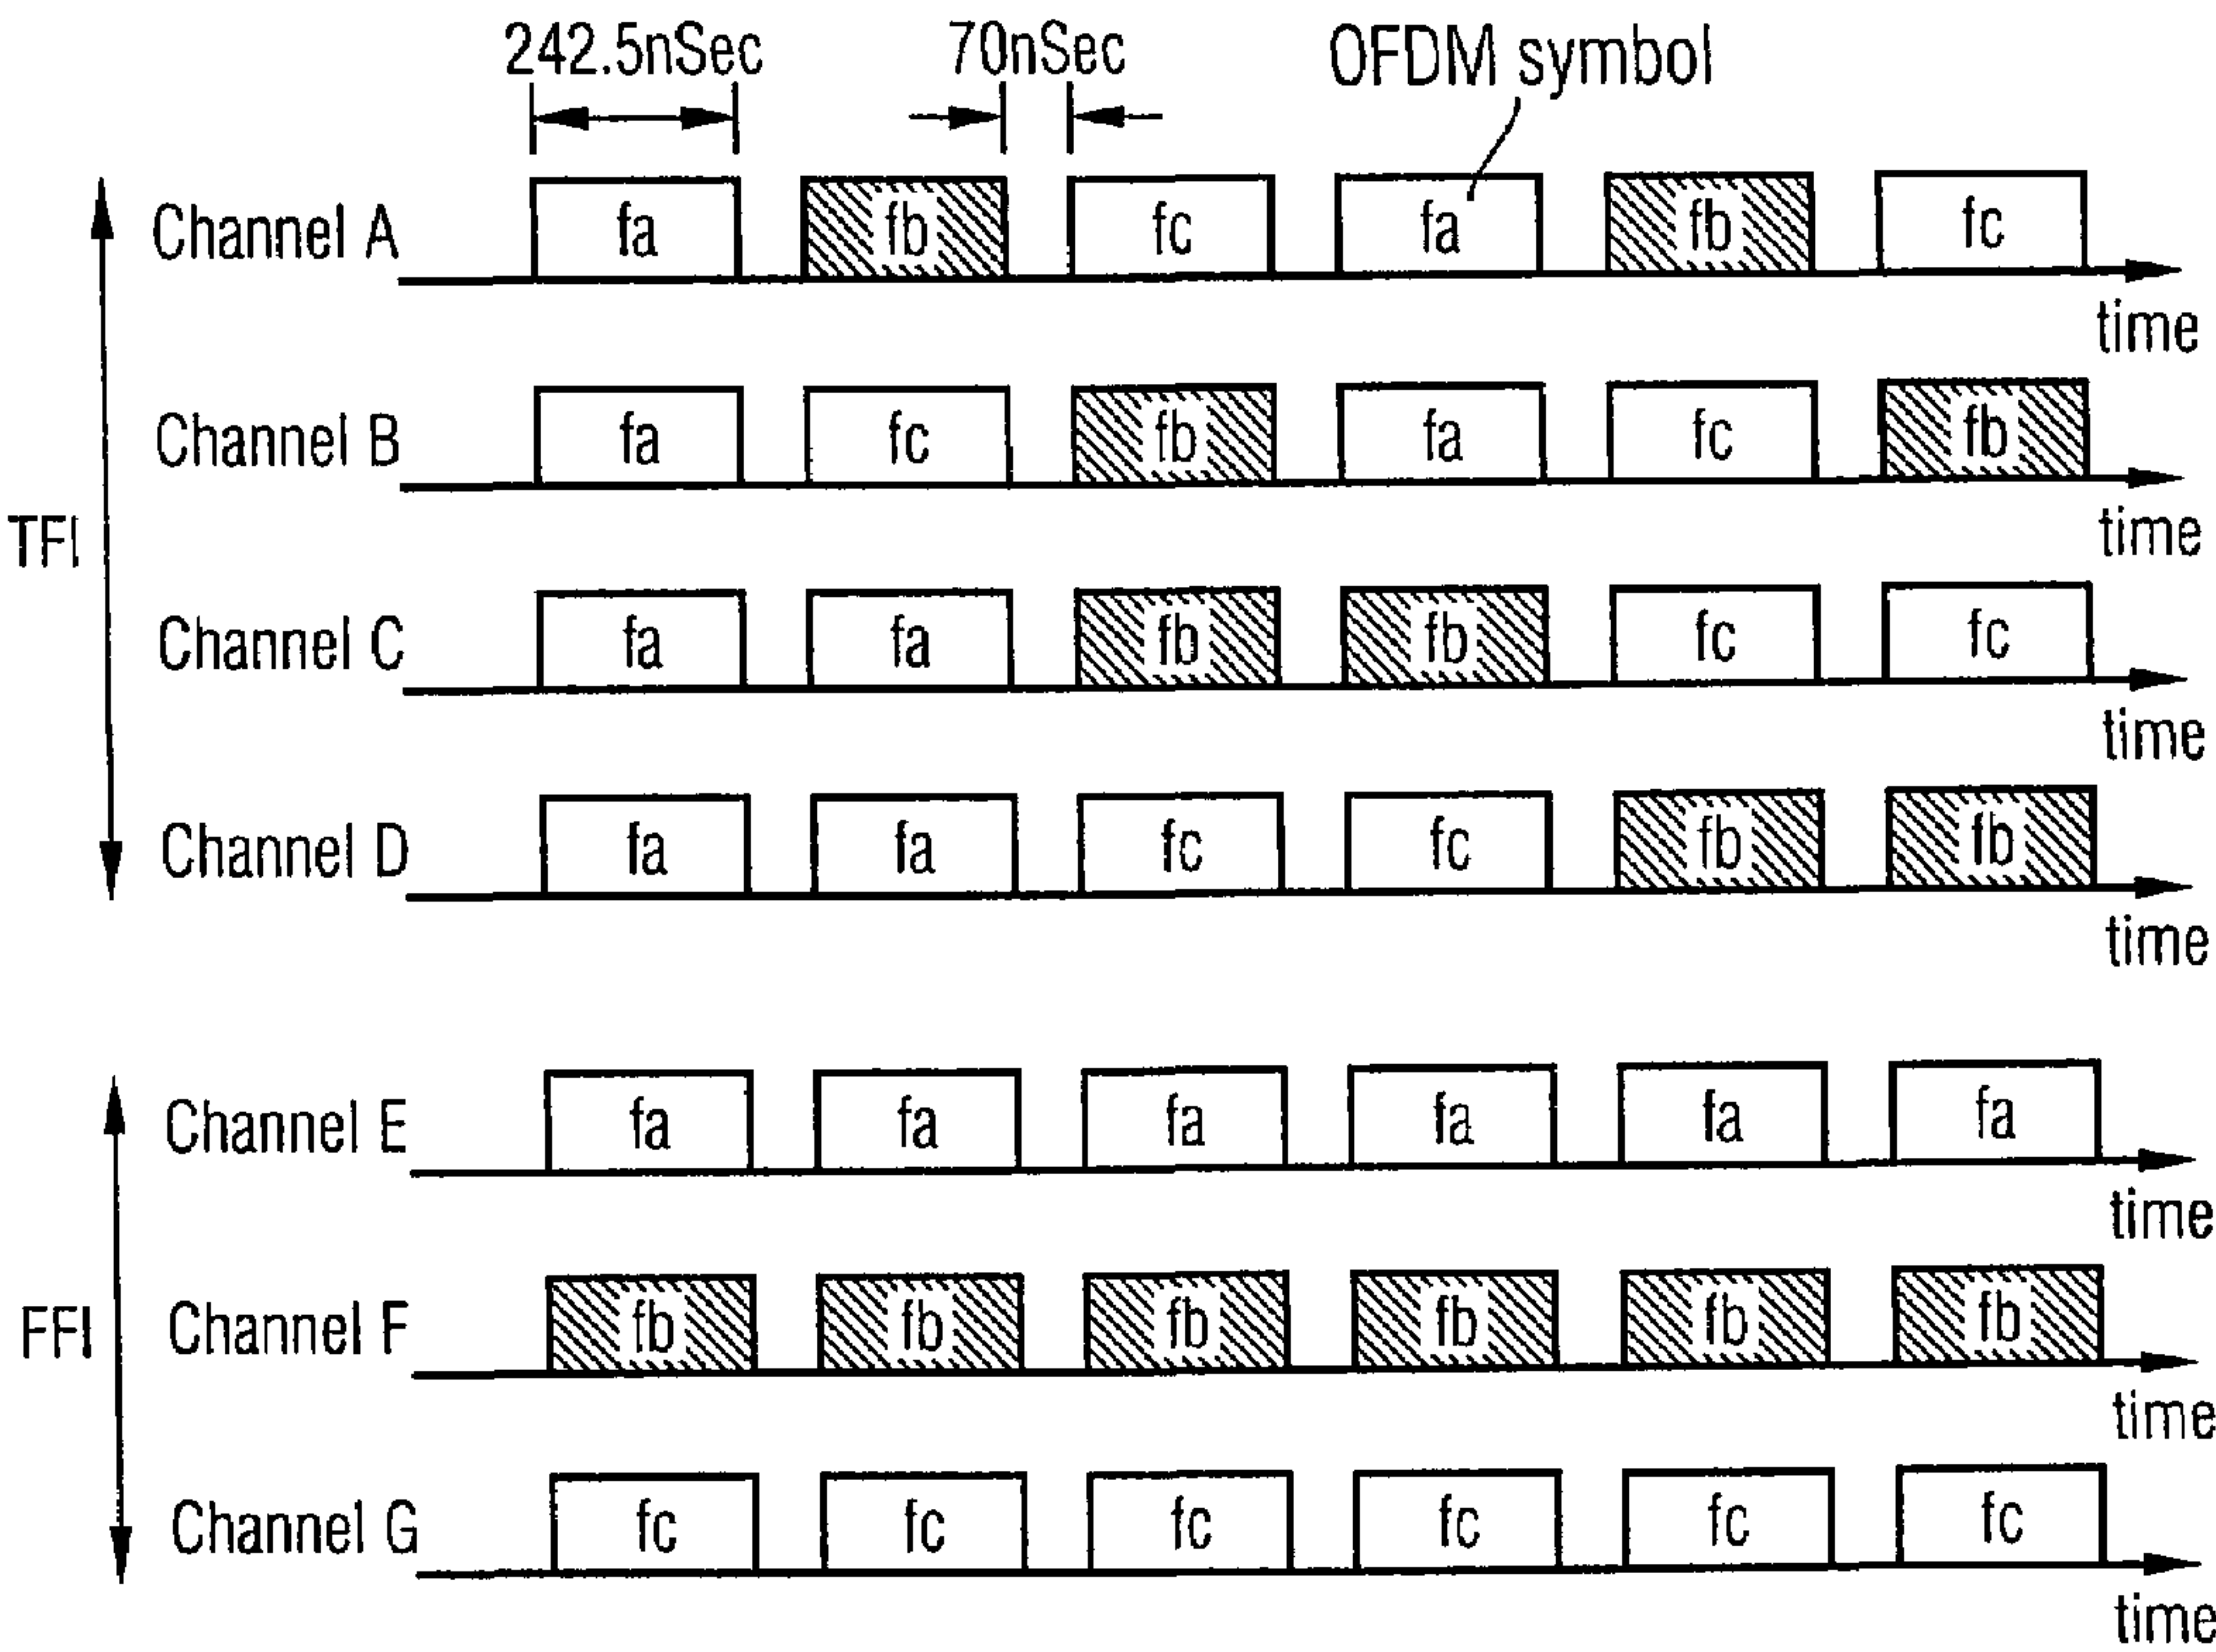 242.5nSec 70nSec OFDM symbol
Channel A fa fb fc fa fb fc
time
Channel B fa fc fb fa fc fb
TFI
time
Channel C fa fa fb fb fc fc
time
Channel D fa fa fc fc fb fb
time
Channel E fa fa fa fa fa fa
time
FFI
Channel F fb fb fb fb fb fb
time
Channel G fc fc fc fc fc fc
time